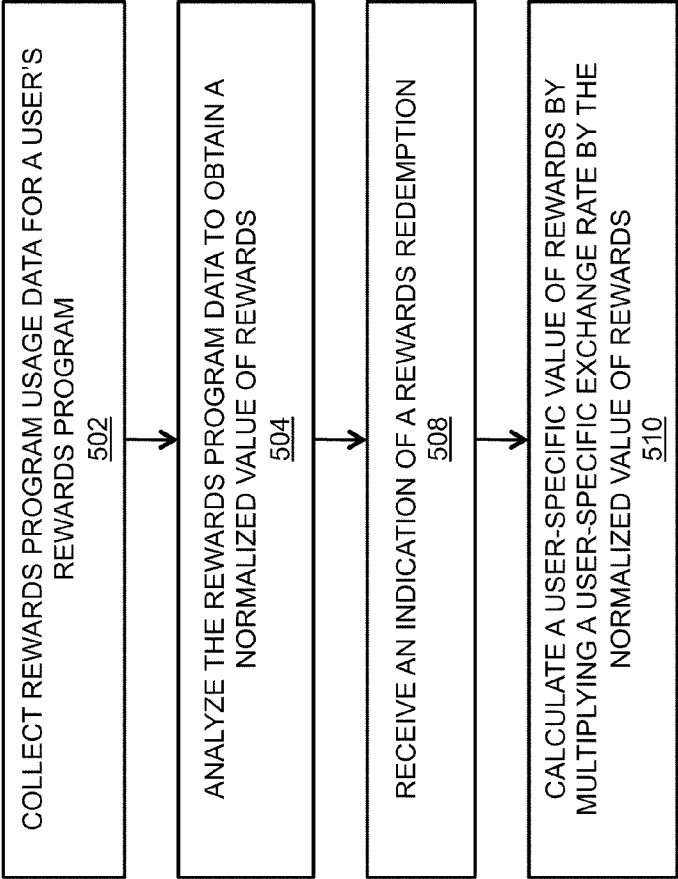 COLLECT REWARDS PROGRAM USAGE DATA FOR A USER'S
REWARDS PROGRAM
502
ANALYZE THE REWARDS PROGRAM DATA TO OBTAIN A
NORMALIZED VALUE OF REWARDS
504
RECEIVE AN INDICATION OF A REWARDS REDEMPTION
508
CALCULATE A USER-SPECIFIC VALUE OF REWARDS BY
MULTIPLYING A USER-SPECIFIC EXCHANGE RATE BY THE
NORMALIZED VALUE OF REWARDS
510